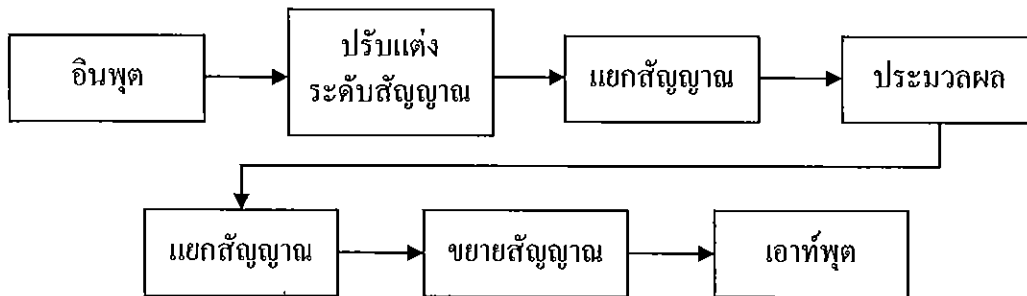 อินพุต
ปรับแต่ง
ระดับสัญญาณ
แยกสัญญาณ
ประมวลผล
แยกสัญญาณ
ขยายสัญญาณ
เอาท์พุต